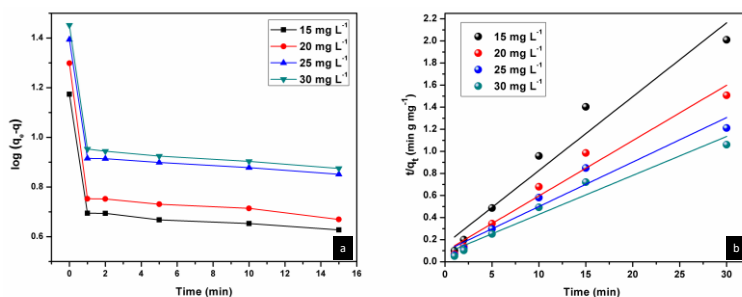 1.4
1.2
1.0
0.8
0.6
log (qe-q)
0 2 4 6 8 10 12 14 16
Time (min)
15 mg L-1
20 mg L-1
25 mg L-1
30 mg L-1
a
2.2
2.0
1.8
1.6
1.4
1.2
1.0
0.8
0.6
0.4
0.2
0.0
t/qt (min g mg-1)
0 5 10 15 20 25 30
Time (min)
15 mg L-1
20 mg L-1
25 mg L-1
30 mg L-1
b